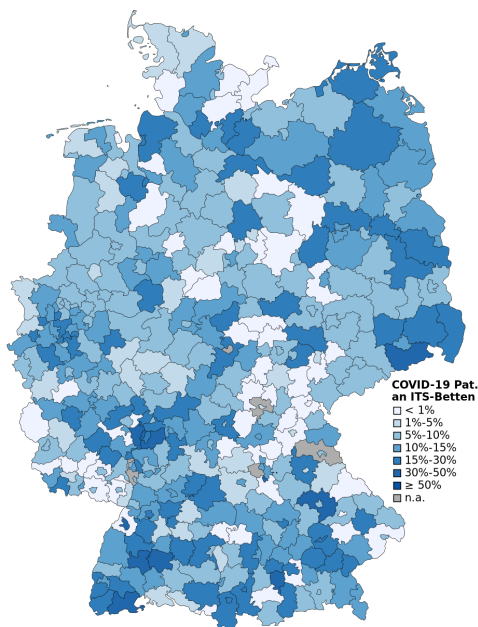 COVID-19 Pat.
an ITS-Betten
< 1%
1%-5%
5%-10%
10%-15%
15%-30%
30%-50%
≥ 50%
n.a.